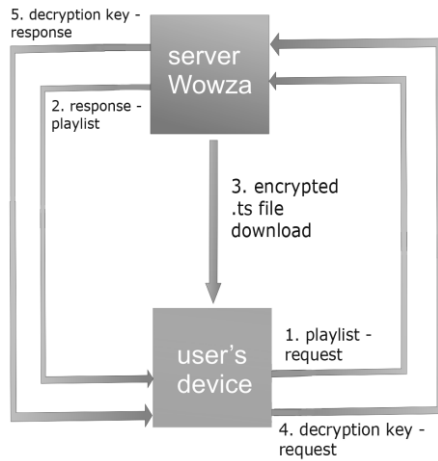 5. decryption key -
response
server
Wowza
2. response -
playlist
3. encrypted
.ts file
download
user's
device
1. playlist -
request
4. decryption key -
request